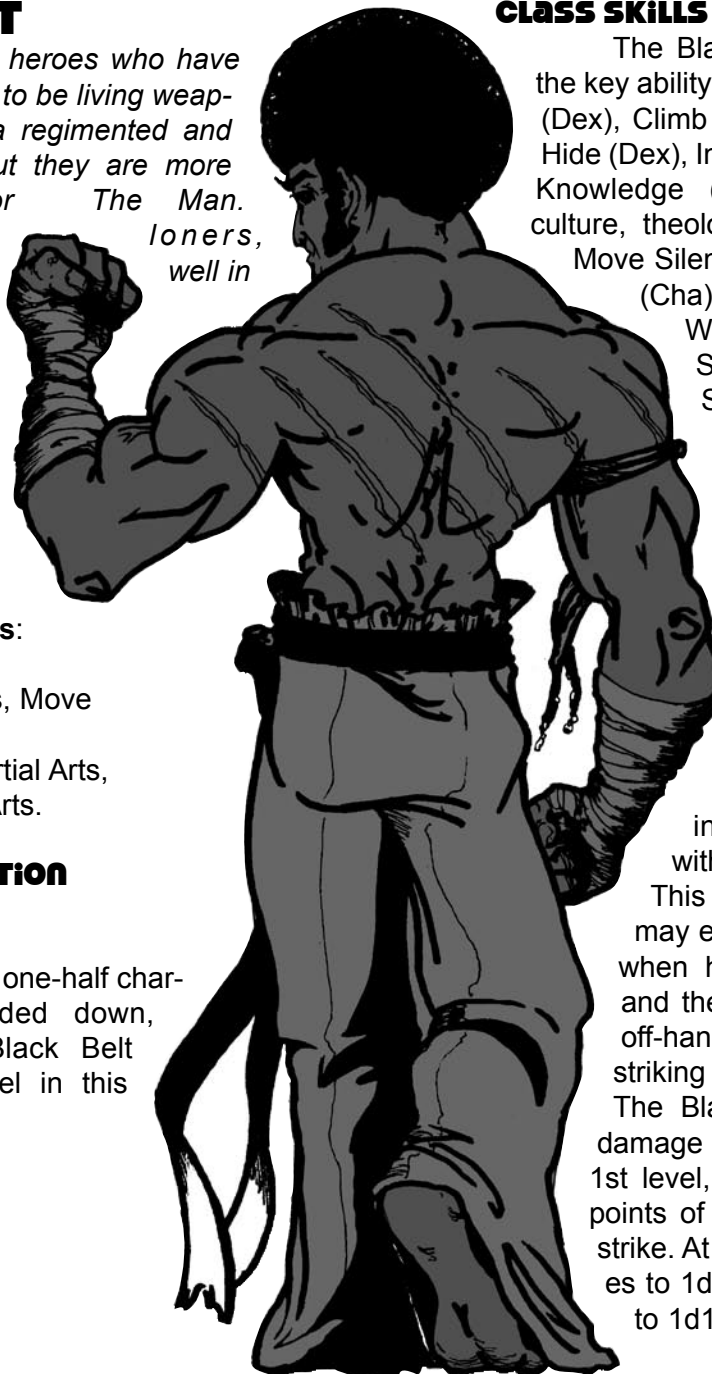 T
heroes who have
to be living weap-
a regimented and
ut they are more
or The Man.
loners,
well in
s:
s, Move
rtial Arts,
Arts.
Tion
one-half char-
ded down,
Black Belt
el in this
CLass SKiLLS
The Bla
the key ability
(Dex), Climb
Hide (Dex), In
Knowledge (
culture, theolo
Move Silen
(Cha)
W
S
S
in
with
This
may e
when h
and the
off-han
striking
The Bla
damage
1st level,
points of
strike. At
es to 1d
to 1d1